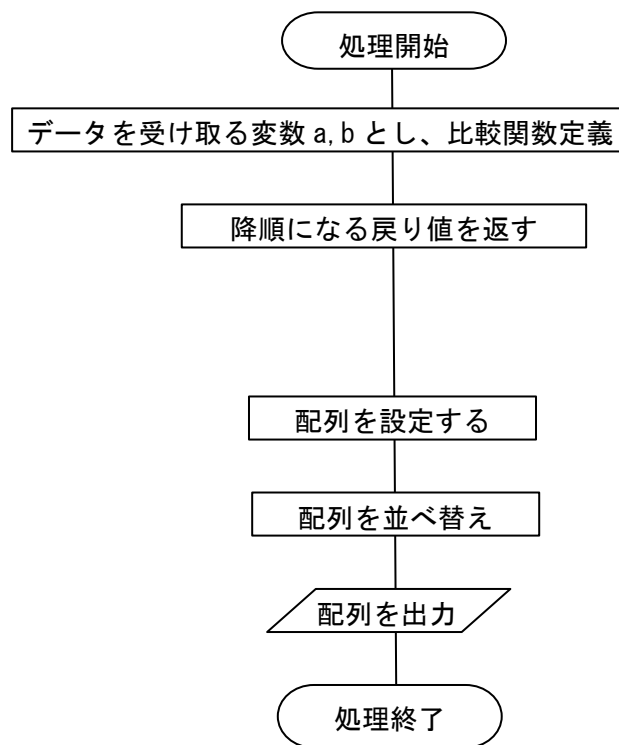 処理開始
データを受け取る変数 a, b とし、比較関数定義
降順になる戻り値を返す
配列を設定する
配列を並べ替え
配列を出力
処理終了